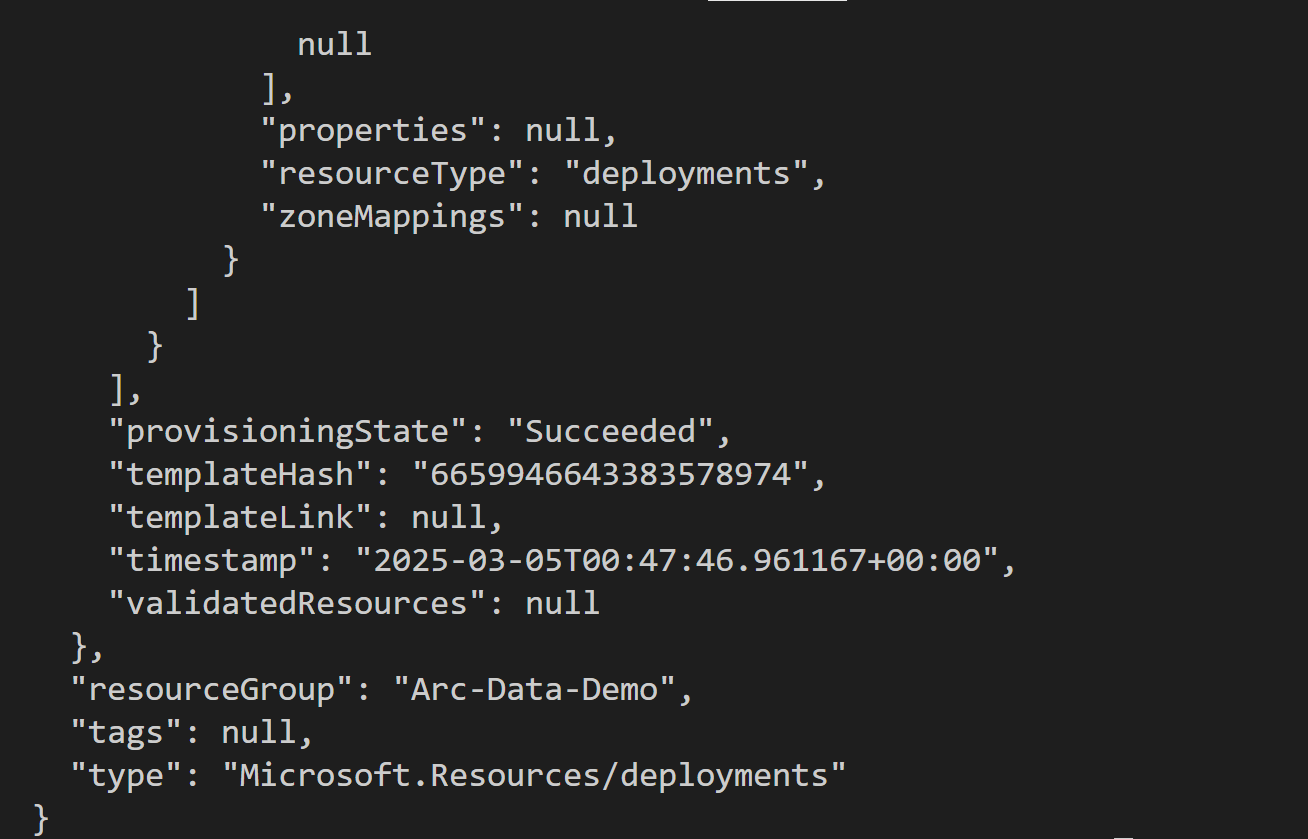 null
],
"properties": null,
"resourceType": "deployments",
"zoneMappings": null
}
]
}
],
"provisioningState": "Succeeded",
"templateHash": "6659946643383578974",
"templateLink": null,
"timestamp": "2025-03-05T00:47:46.961167+00:00",
"validatedResources": null
},
"resourceGroup": "Arc-Data-Demo",
"tags": null,
"type": "Microsoft.Resources/deployments"
}